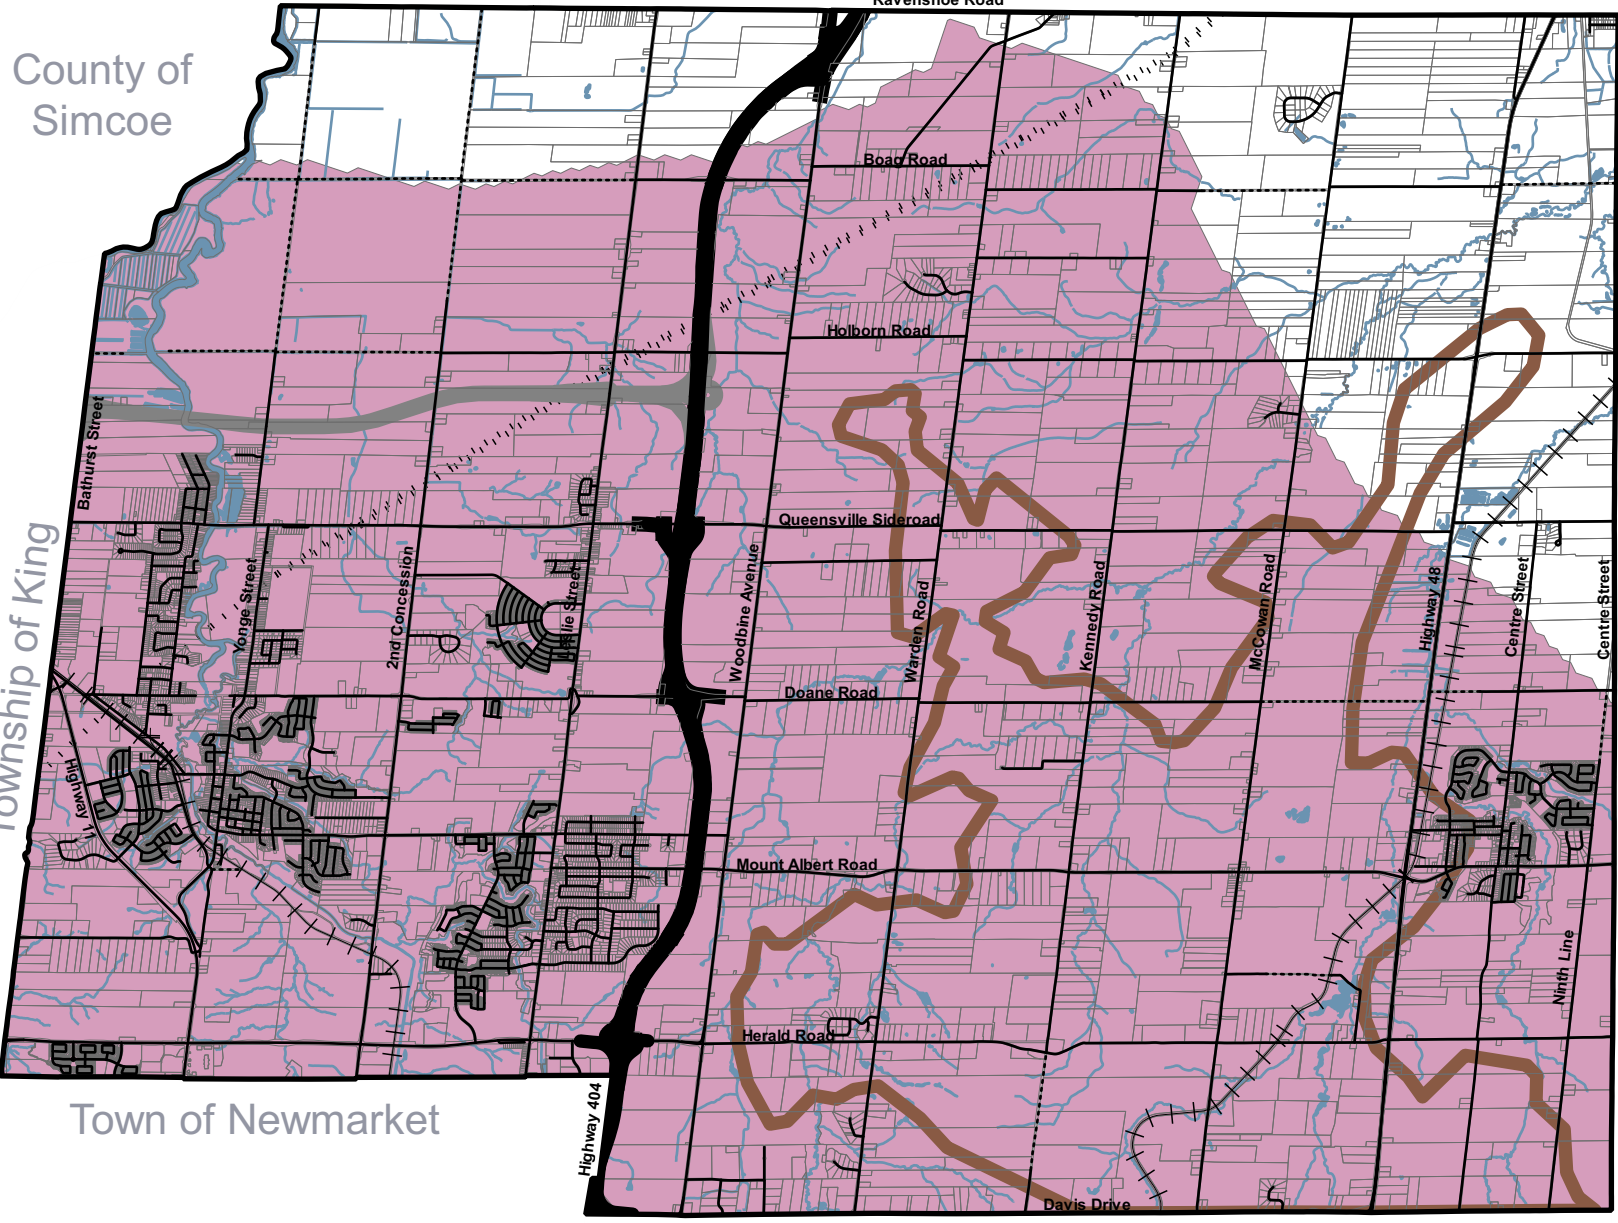 Ravenshoe Road
County of
Simcoe
Boag Road
Holborn Road
Bathurst Street
Queensville Sideroad
Township of King
Yonge Street
2nd Concession
Woodbine Avenue
Warden Road
Kennedy Road
McCowan Road
Highway 48
Centre Street
Centre Street
Doane Road
Mount Albert Road
Ninth Line
Herald Road
Town of Newmarket
Highway 404
Davis Drive
Highway